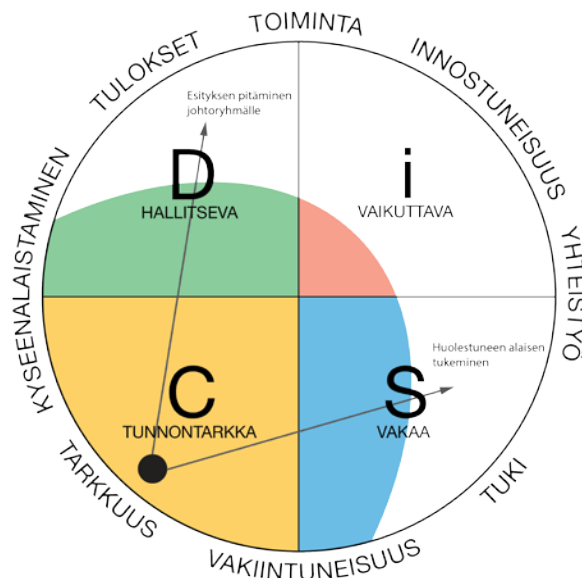 TOIMINTA
TULOKSET
INNOSTUNEISUUS
Esityksen pitäminen
johtoryhmälle
D
HALLITSEVA
i
VAIKUTTAVA
KYSEENALAISTAMINEN
YHTEISTYÖ
Huolestuneen alaisen
tukeminen
C
TUNNONTARKKA
S
VAKAA
TARKKUUS
TUKI
VAKIINTUNEISUUS